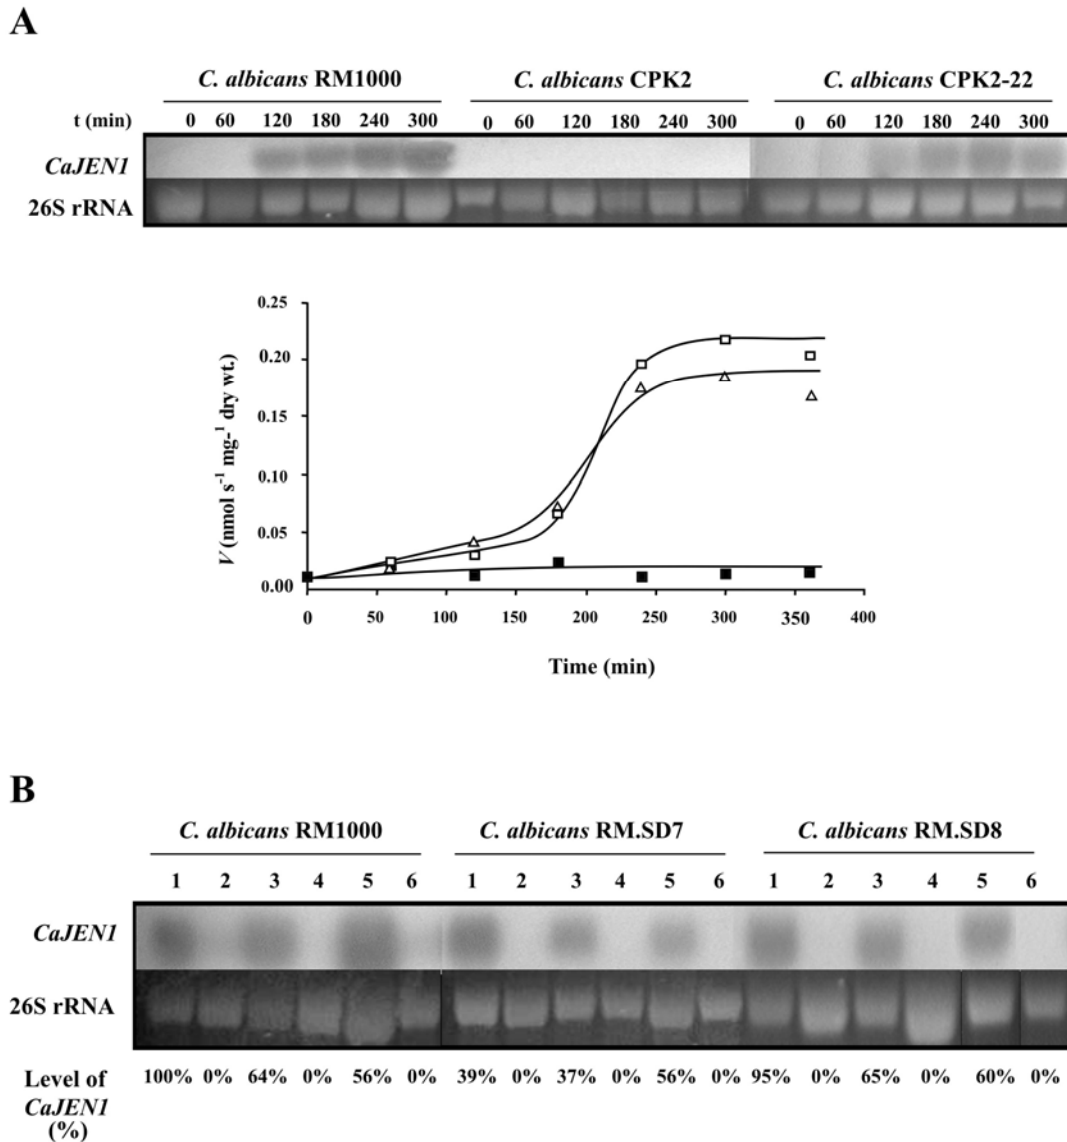 A
C. albicans RM1000 C. albicans CPK2 C. albicans CPK2-22
t (min) 0 60 120 180 240 300 0 60 120 180 240 300 0 60 120 180 240 300
CaJEN1
26S rRNA
0.25
0.20
0.15
0.10
0.05
0.00
V (nmol s⁻¹ mg-¹ dry wt.)
0 50 100 150 200 250 300 350 400
Time (min)
B
C. albicans RM1000 C. albicans RM.SD7 C. albicans RM.SD8
1 2 3 4 5 6 1 2 3 4 5 6 1 2 3 4 5 6
CaJEN1
26S rRNA
Level of 100% 0% 64% 0% 56% 0% 39% 0% 37% 0% 56% 0% 95% 0% 65% 0% 60% 0%
CaJEN1
(%)